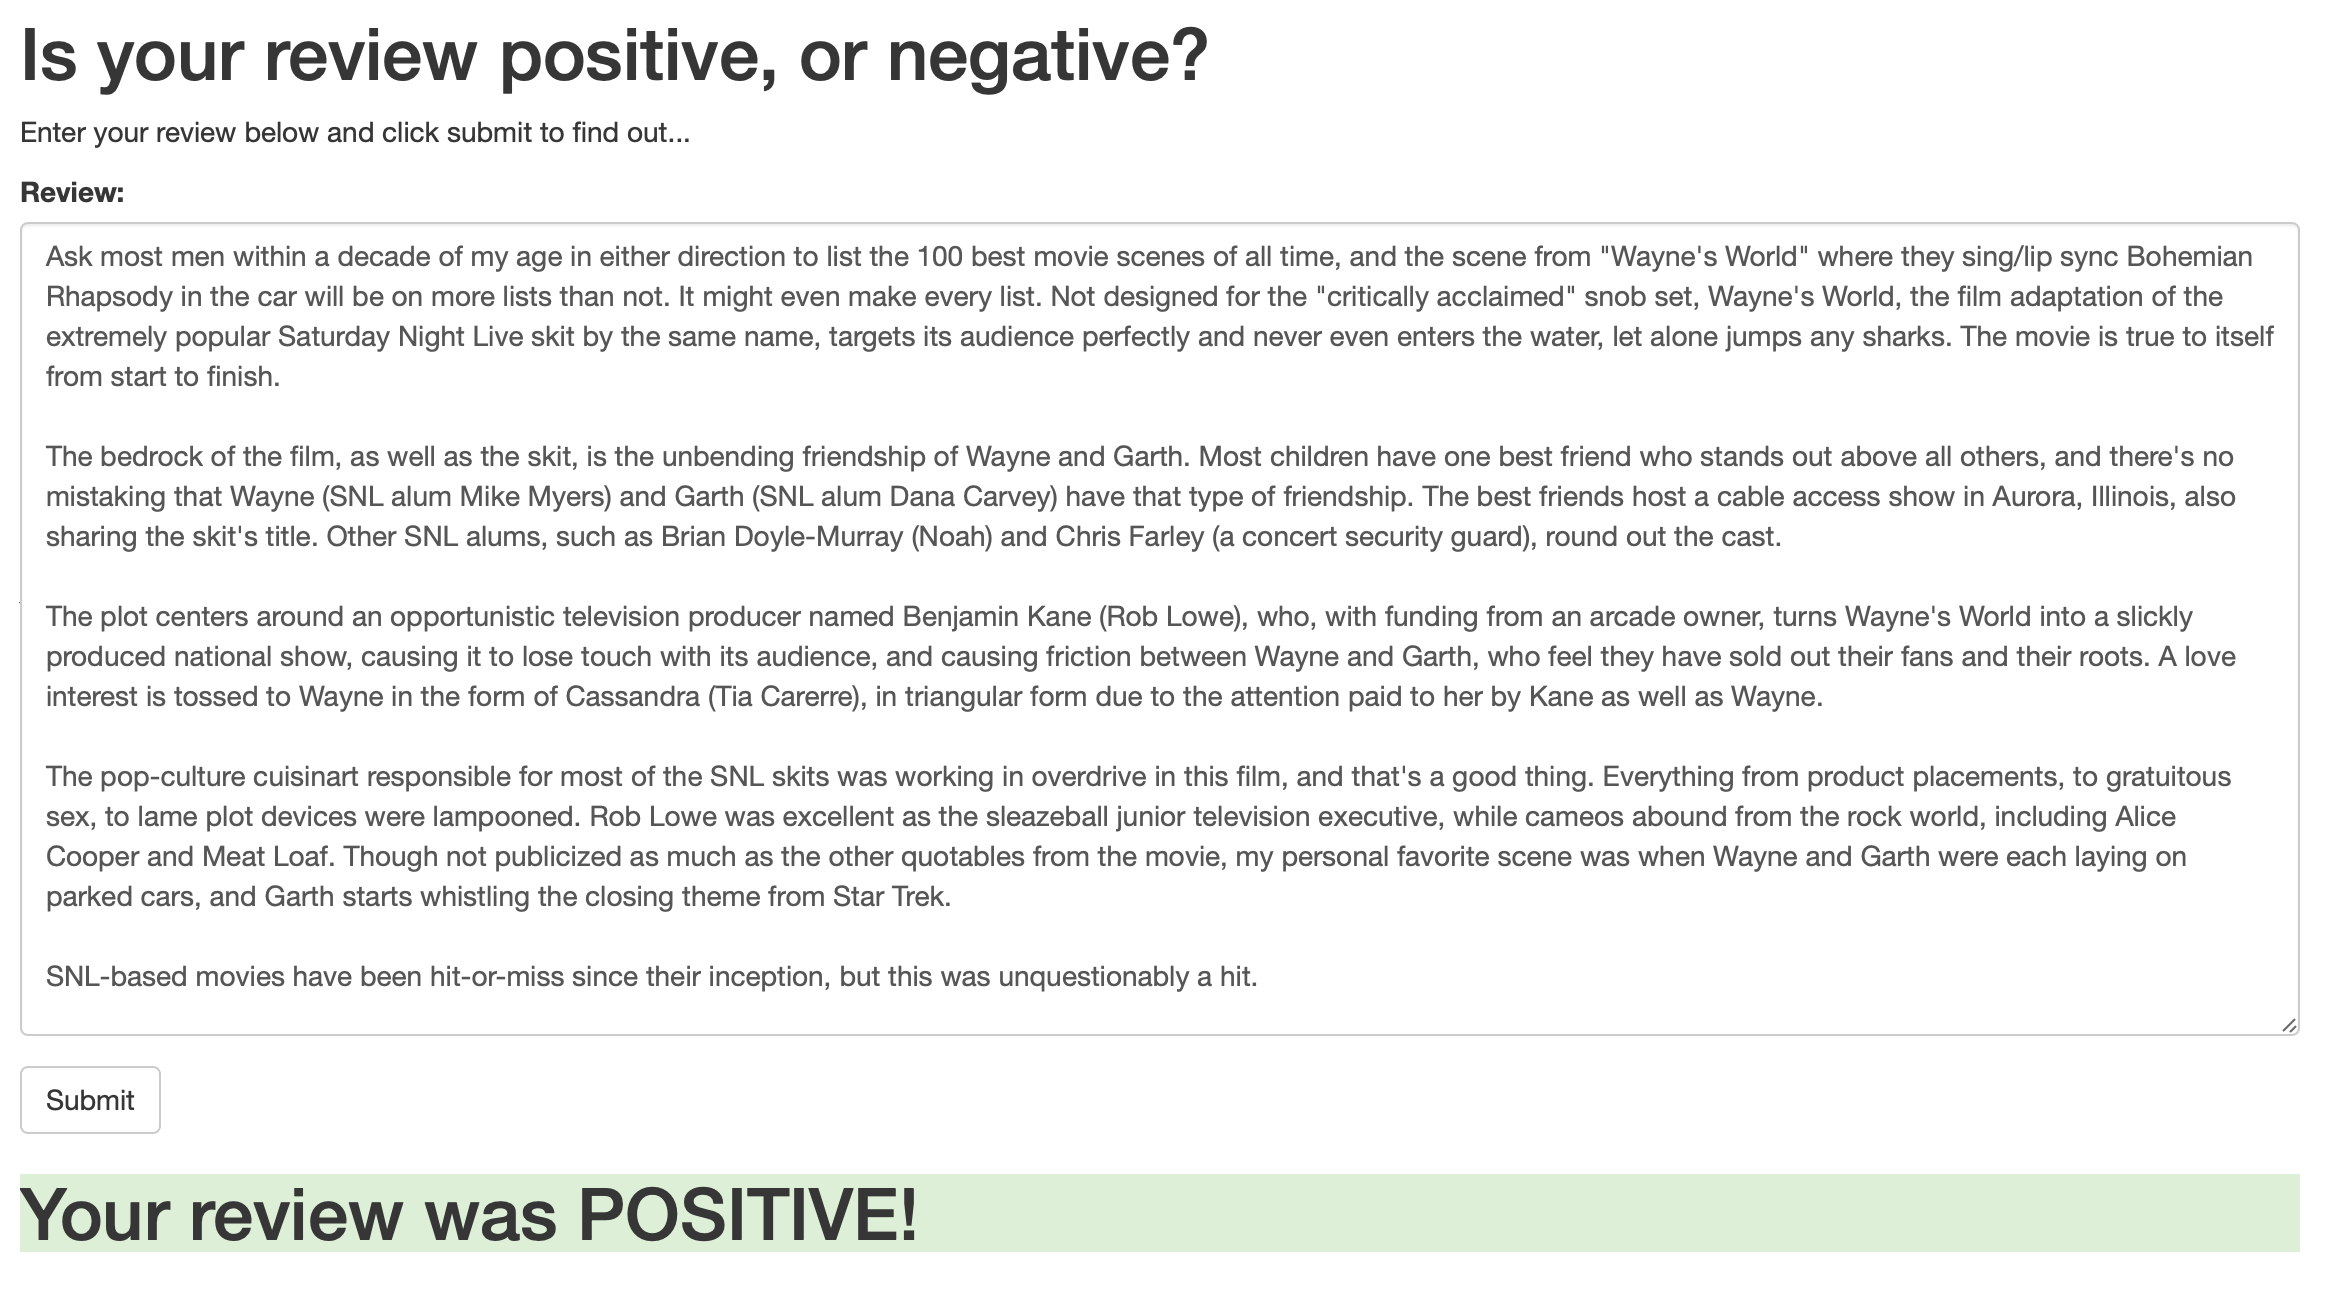 Is your review positive, or negative?
Enter your review below and click submit to find out...
Review:
Ask most men within a decade of my age in either direction to list the 100 best movie scenes of all time, and the scene from "Wayne's World" where they sing/lip sync Bohemian
Rhapsody in the car will be on more lists than not. It might even make every list. Not designed for the "critically acclaimed" snob set, Wayne's World, the film adaptation of the
extremely popular Saturday Night Live skit by the same name, targets its audience perfectly and never even enters the water, let alone jumps any sharks. The movie is true to itself
from start to finish.
The bedrock of the film, as well as the skit, is the unbending friendship of Wayne and Garth. Most children have one best friend who stands out above all others, and there's no
mistaking that Wayne (SNL alum Mike Myers) and Garth (SNL alum Dana Carvey) have that type of friendship. The best friends host a cable access show in Aurora, Illinois, also
sharing the skit's title. Other SNL alums, such as Brian Doyle-Murray (Noah) and Chris Farley (a concert security guard), round out the cast.
The plot centers around an opportunistic television producer named Benjamin Kane (Rob Lowe), who, with funding from an arcade owner, turns Wayne's World into a slickly
produced national show, causing it to lose touch with its audience, and causing friction between Wayne and Garth, who feel they have sold out their fans and their roots. A love
interest is tossed to Wayne in the form of Cassandra (Tia Carerre), in triangular form due to the attention paid to her by Kane as well as Wayne.
The pop-culture cuisinart responsible for most of the SNL skits was working in overdrive in this film, and that's a good thing. Everything from product placements, to gratuitous
sex, to lame plot devices were lampooned. Rob Lowe was excellent as the sleazeball junior television executive, while cameos abound from the rock world, including Alice
Cooper and Meat Loaf. Though not publicized as much as the other quotables from the movie, my personal favorite scene was when Wayne and Garth were each laying on
parked cars, and Garth starts whistling the closing theme from Star Trek.
SNL-based movies have been hit-or-miss since their inception, but this was unquestionably a hit.
Submit
Your review was POSITIVE!